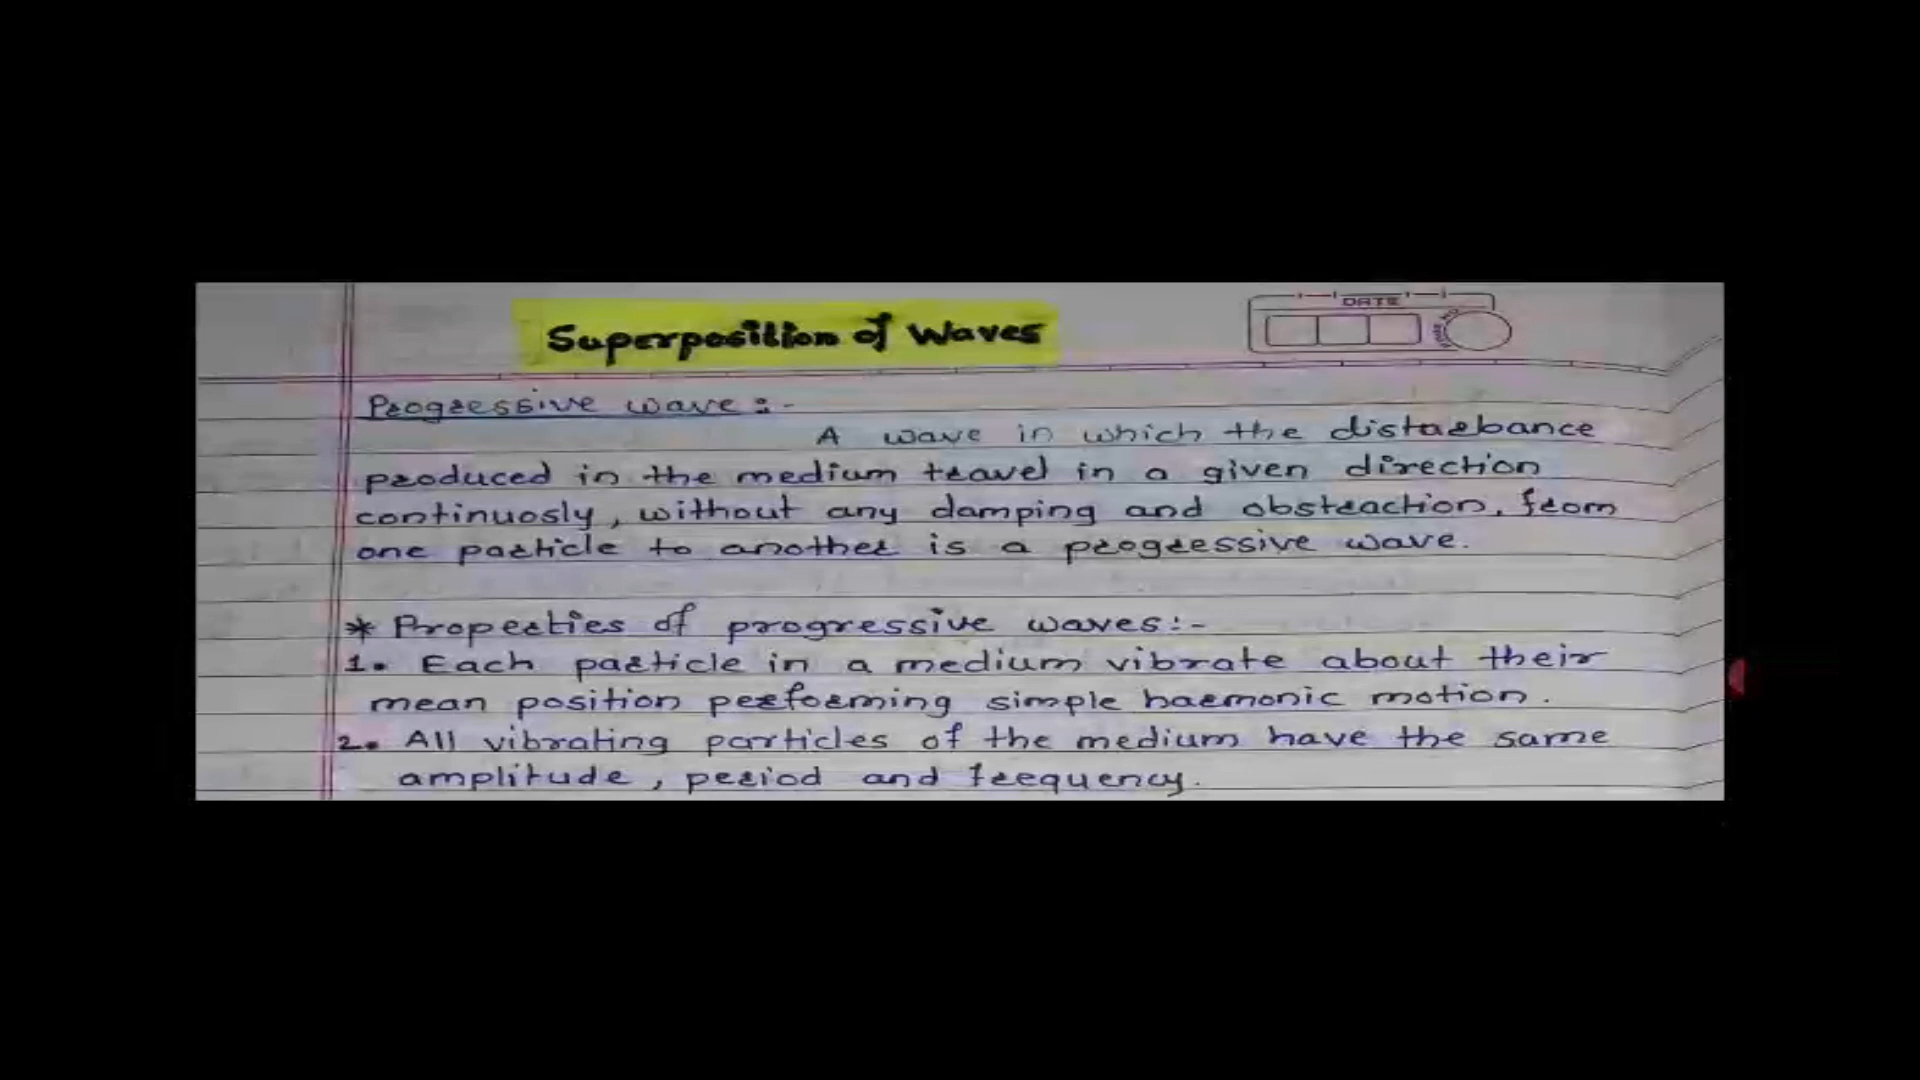 Superposition of Waves
DATE
Progressive wave :-
A wave in which the distarbance
produced in the medium travel in a given direction
continuosly, without any damping and obstraction, from
one particle to another is a progressive wave.
* Properties of progressive waves :-
1. Each particle in a medium vibrate about their
mean position performing simple harmonic motion.
2. All vibrating particles of the medium have the same
amplitude, period and frequency.